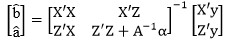 [b̂
â] = [X′X X′Z
Z′X Z′Z + A⁻¹α]⁻¹ [X′y
Z′y]